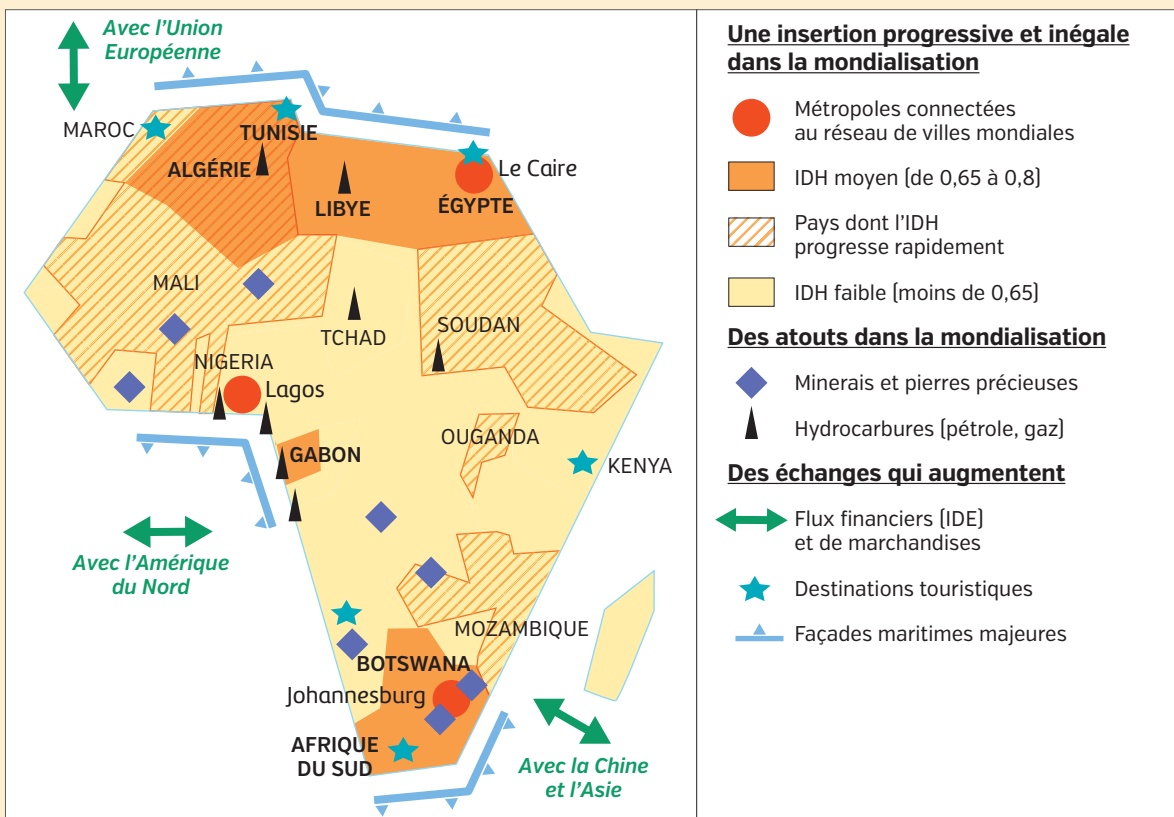 Avec l'Union
Européenne
MAROC
TUNISIE
ALGÉRIE
LIBYE
Le Caire
ÉGYPTE
MALI
TCHAD
SOUDAN
NIGERIA
Lagos
OUGANDA
GABON
KENYA
Avec l'Amérique
du Nord
MOZAMBIQUE
BOTSWANA
Johannesburg
AFRIQUE
DU SUD
Avec la Chine
et l'Asie
Une insertion progressive et inégale
dans la mondialisation
Métropoles connectées
au réseau de villes mondiales
IDH moyen (de 0,65 à 0,8)
Pays dont l'IDH
progresse rapidement
IDH faible (moins de 0,65)
Des atouts dans la mondialisation
Minerais et pierres précieuses
Hydrocarbures (pétrole, gaz)
Des échanges qui augmentent
Flux financiers (IDE)
et de marchandises
Destinations touristiques
Façades maritimes majeures